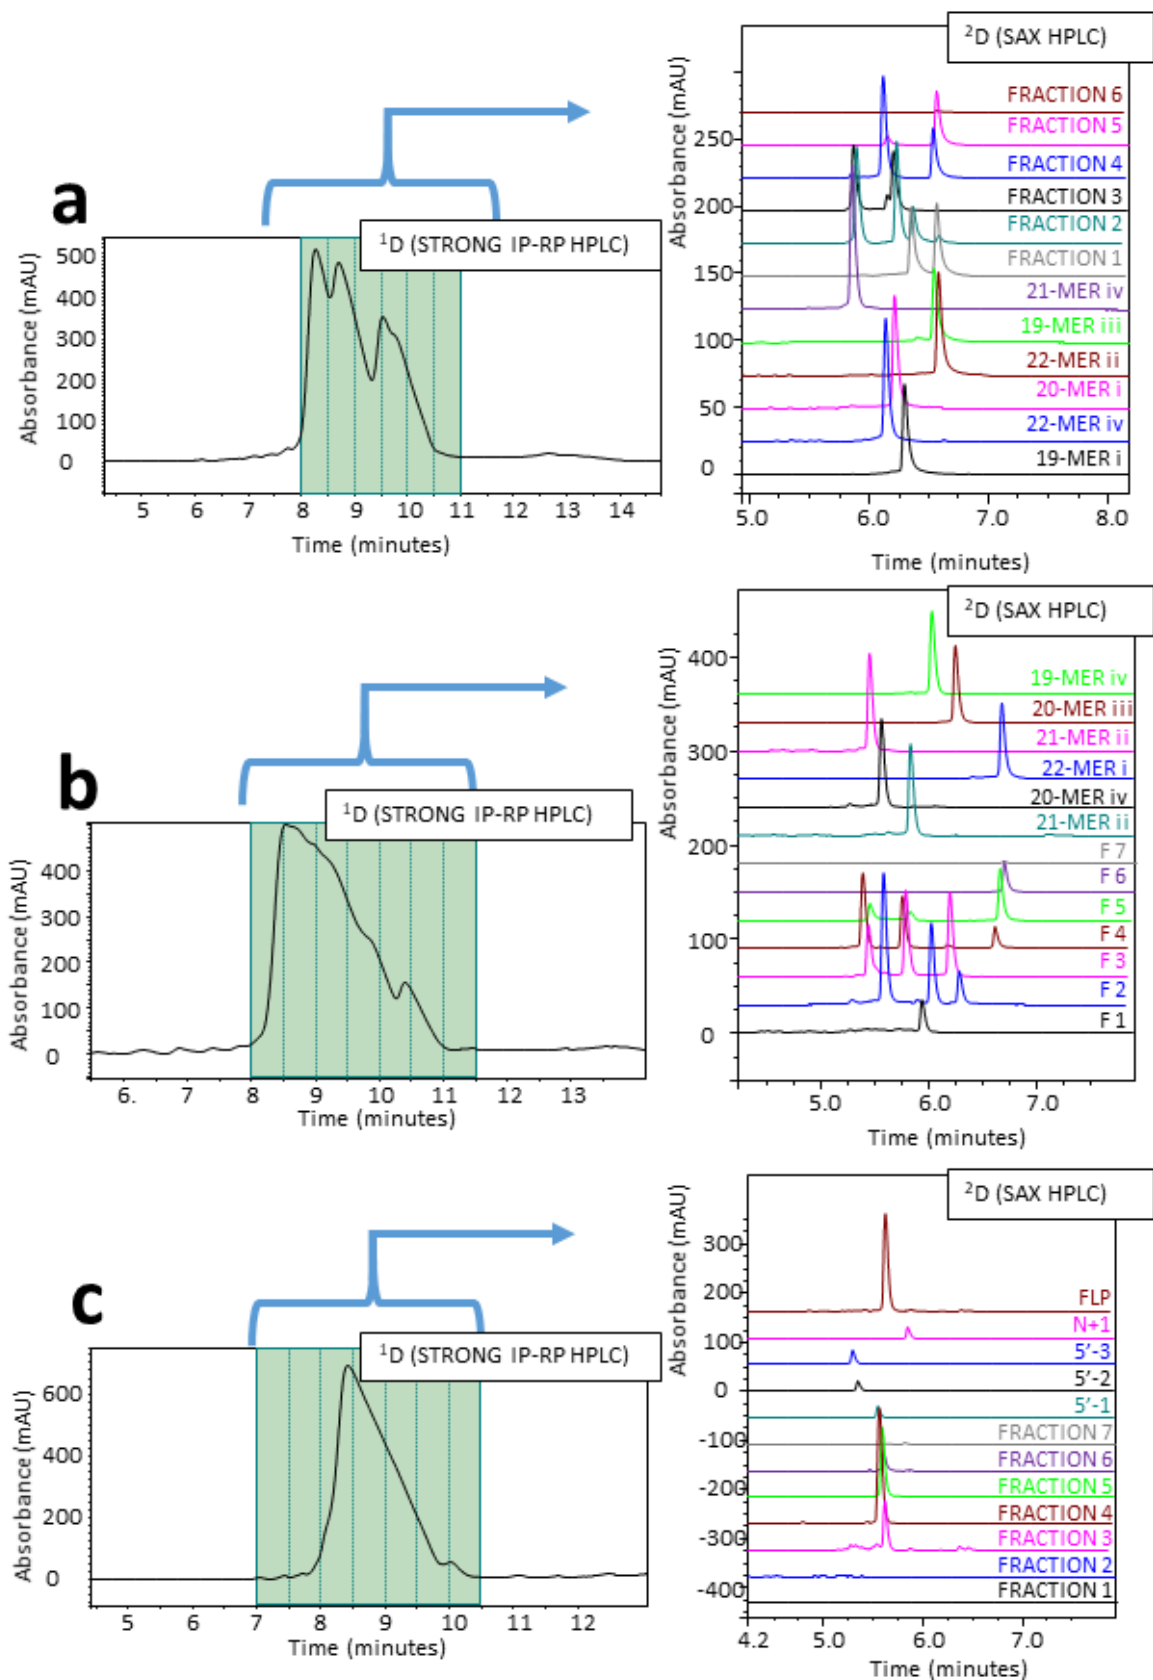 a
¹D (STRONG IP-RP HPLC)
Absorbance (mAU)
500
400
300
200
100
0
5 6 7 8 9 10 11 12 13 14
Time (minutes)
²D (SAX HPLC)
Absorbance (mAU)
250
200
150
100
50
0
FRACTION 6
FRACTION 5
FRACTION 4
FRACTION 3
FRACTION 2
FRACTION 1
21-MER iv
19-MER iii
22-MER ii
20-MER i
22-MER iv
19-MER i
5.0 6.0 7.0 8.0
Time (minutes)
b
¹D (STRONG IP-RP HPLC)
Absorbance (mAU)
400
300
200
100
0
6. 7 8 9 10 11 12 13
Time (minutes)
²D (SAX HPLC)
Absorbance (mAU)
400
300
200
100
0
19-MER iv
20-MER iii
21-MER ii
22-MER i
20-MER iv
21-MER ii
F 7
F 6
F 5
F 4
F 3
F 2
F 1
5.0 6.0 7.0
Time (minutes)
c
¹D (STRONG IP-RP HPLC)
Absorbance (mAU)
600
400
200
0
5 6 7 8 9 10 11 12
Time (minutes)
²D (SAX HPLC)
Absorbance (mAU)
300
200
100
0
-100
-200
-300
-400
FLP
N+1
5’-3
5’-2
5’-1
FRACTION 7
FRACTION 6
FRACTION 5
FRACTION 4
FRACTION 3
FRACTION 2
FRACTION 1
4.2 5.0 6.0 7.0
Time (minutes)